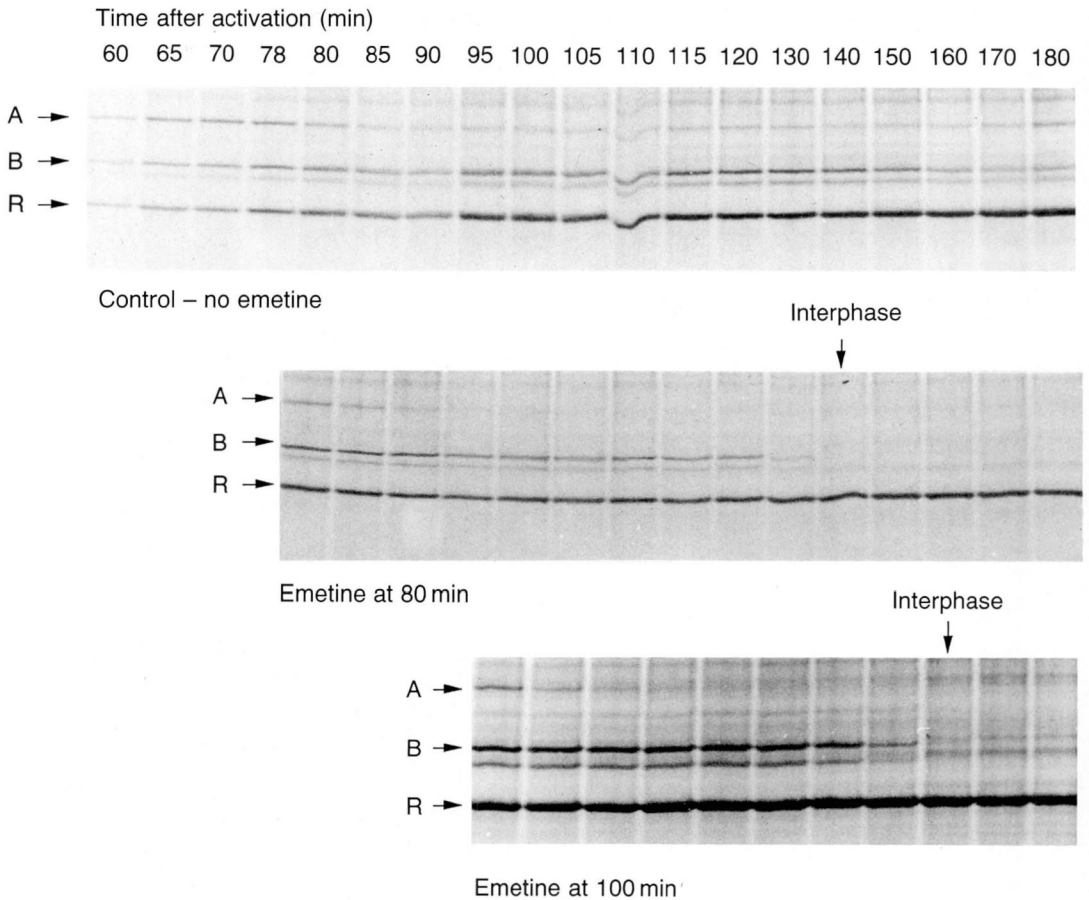 Time after activation (min)
60 65 70 78 80 85 90 95 100 105 110 115 120 130 140 150 160 170 180
A
B
R
Control – no emetine
Interphase
A
B
R
Emetine at 80 min
Interphase
A
B
R
Emetine at 100 min